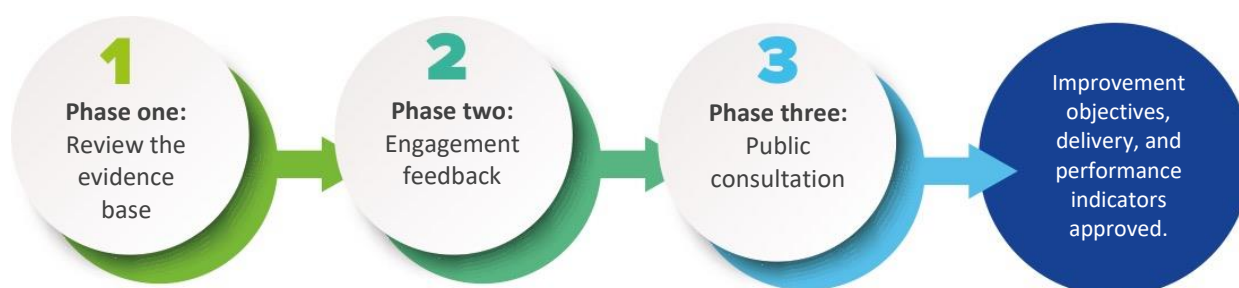 1
Phase one:
Review the
evidence
base
2
Phase two:
Engagement
feedback
3
Phase three:
Public
consultation
Improvement
objectives,
delivery, and
performance
indicators
approved.